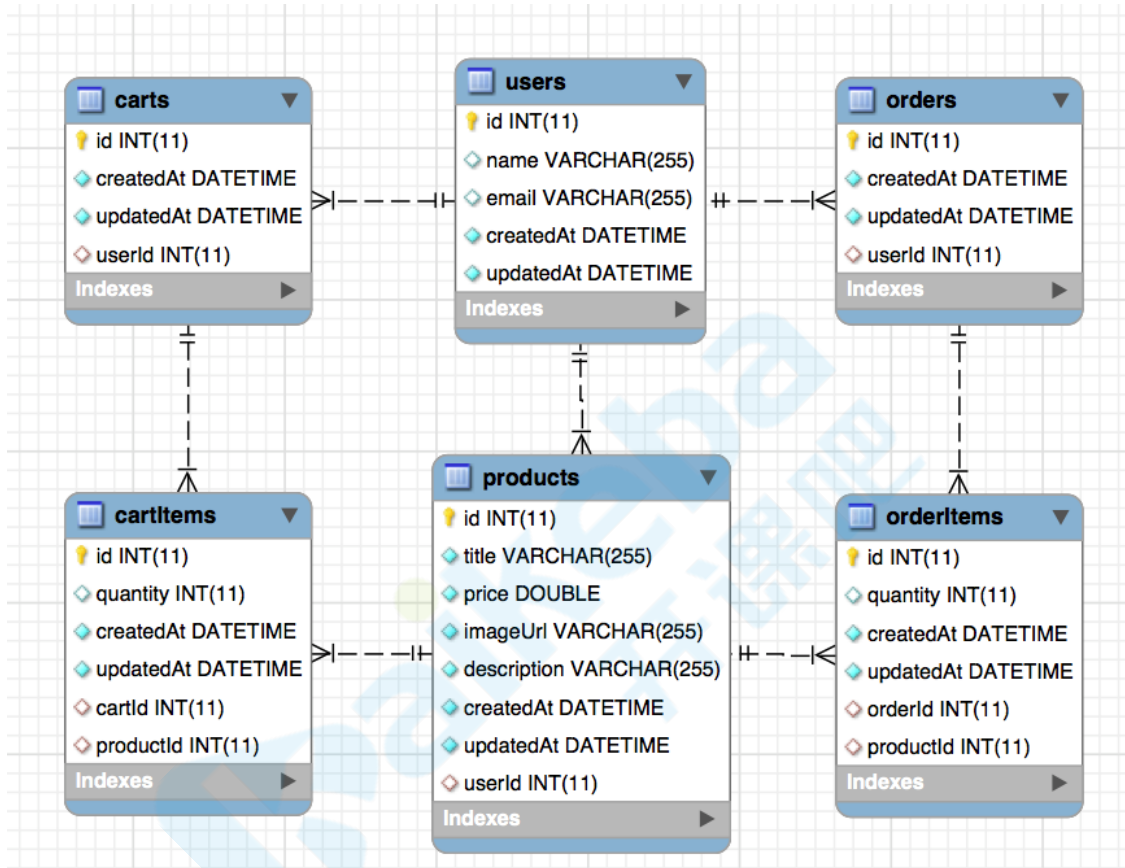 carts
id INT(11)
createdAt DATETIME
updatedAt DATETIME
userId INT(11)
Indexes
users
id INT(11)
name VARCHAR(255)
email VARCHAR(255)
createdAt DATETIME
updatedAt DATETIME
Indexes
orders
id INT(11)
createdAt DATETIME
updatedAt DATETIME
userId INT(11)
Indexes
cartItems
id INT(11)
quantity INT(11)
createdAt DATETIME
updatedAt DATETIME
cartId INT(11)
productId INT(11)
Indexes
products
id INT(11)
title VARCHAR(255)
price DOUBLE
imageUrl VARCHAR(255)
description VARCHAR(255)
createdAt DATETIME
updatedAt DATETIME
userId INT(11)
Indexes
orderItems
id INT(11)
quantity INT(11)
createdAt DATETIME
updatedAt DATETIME
orderId INT(11)
productId INT(11)
Indexes
kaikeba
开课吧